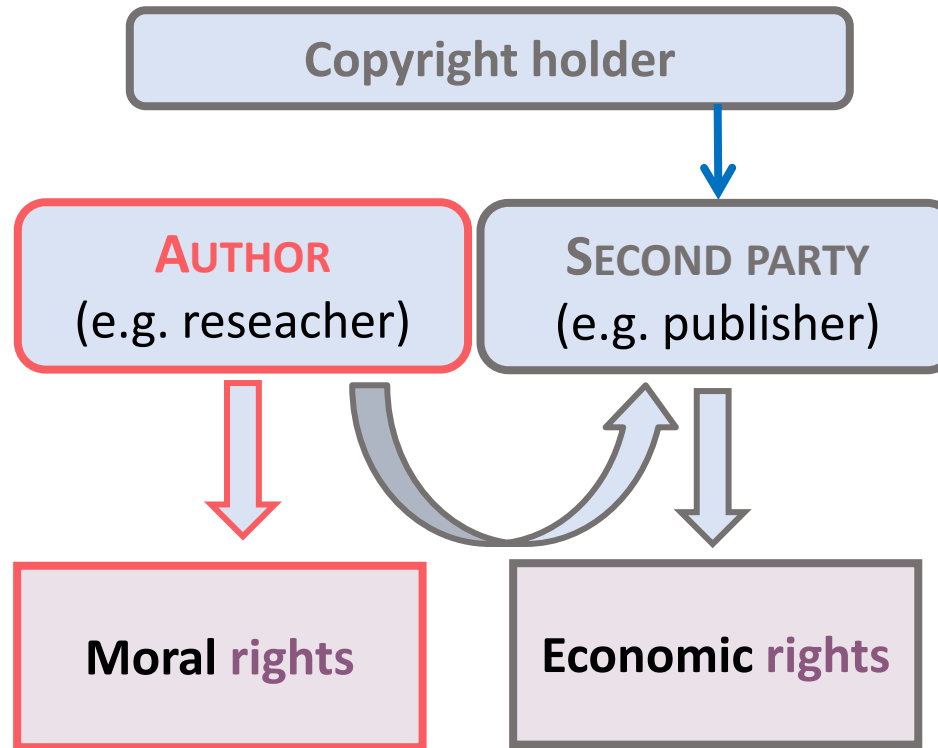 Copyright holder
AUTHOR
(e.g. reseacher)
SECOND PARTY
(e.g. publisher)
Moral rights
Economic rights